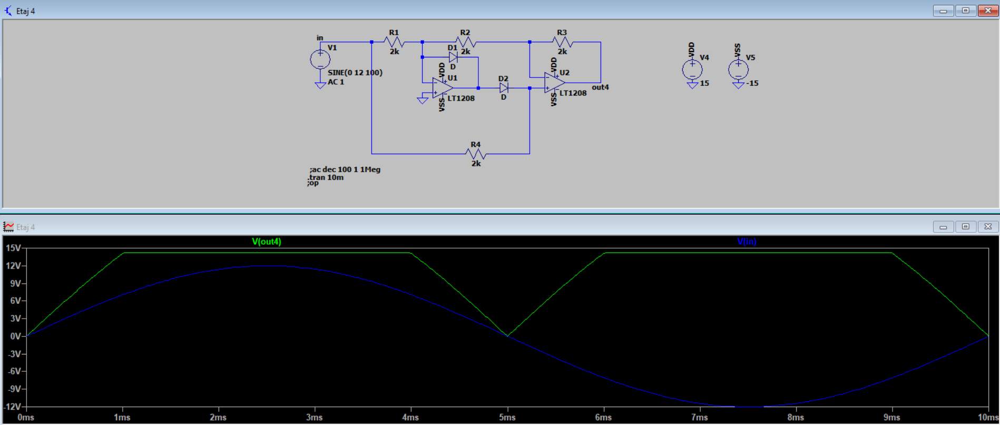 Etaj 4
in
V1
SINE(0 12 100)
AC 1
R1
2k
R2
2k
D1
D
VDD
U1
LT1208
VSS
D2
D
R3
2k
VDD
U2
LT1208
VSS
out4
R4
2k
VDD
V4
15
VSS
V5
-15
;ac dec 100 1 1Meg
.tran 10m
;op
Etaj 4
V(out4) V(in)
15V
12V
9V
6V
3V
0V
-3V
-6V
-9V
-12V
0ms 1ms 2ms 3ms 4ms 5ms 6ms 7ms 8ms 9ms 10ms